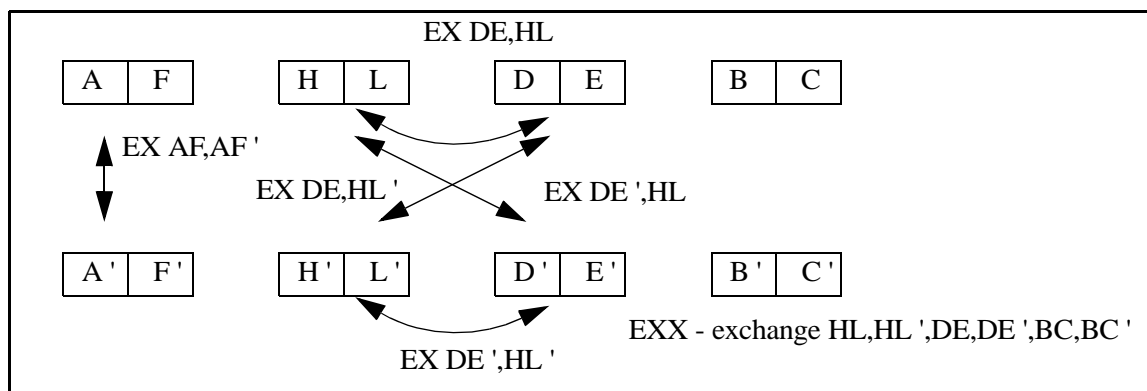 EX DE,HL
A F H L D E B C
EX AF,AF '
EX DE,HL '
EX DE ',HL
A ' F ' H ' L ' D ' E ' B ' C '
EXX - exchange HL,HL ',DE,DE ',BC,BC '
EX DE ',HL '